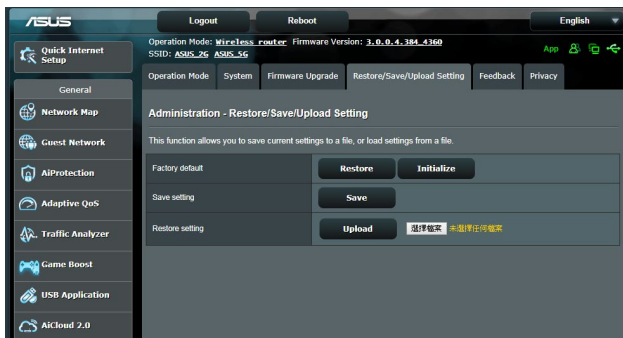 ASUS
Logout
Reboot
English
Operation Mode: Wireless router Firmware Version: 3.0.0.4.384_4360
SSID: ASUS_2G ASUS_5G
App
Quick Internet
Setup
General
Network Map
Guest Network
AiProtection
Adaptive QoS
Traffic Analyzer
Game Boost
USB Application
AiCloud 2.0
Operation Mode System Firmware Upgrade Restore/Save/Upload Setting Feedback Privacy
Administration - Restore/Save/Upload Setting
This function allows you to save current settings to a file, or load settings from a file.
Factory default Restore Initialize
Save setting Save
Restore setting Upload 選擇檔案 未選擇任何檔案